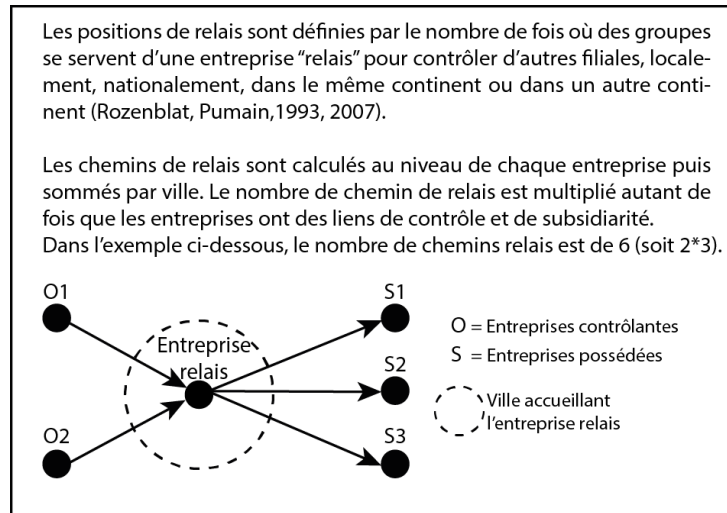 Les positions de relais sont définies par le nombre de fois où des groupes
se servent d'une entreprise “relais” pour contrôler d'autres filiales, locale-
ment, nationalement, dans le même continent ou dans un autre conti-
nent (Rozenblat, Pumain,1993, 2007).
Les chemins de relais sont calculés au niveau de chaque entreprise puis
sommés par ville. Le nombre de chemin de relais est multiplié autant de
fois que les entreprises ont des liens de contrôle et de subsidiarité.
Dans l'exemple ci-dessous, le nombre de chemins relais est de 6 (soit 2*3).
O1
S1
Entreprise
relais
O = Entreprises contrôlantes
S = Entreprises possédées
S2
Ville accueillant
l'entreprise relais
O2
S3